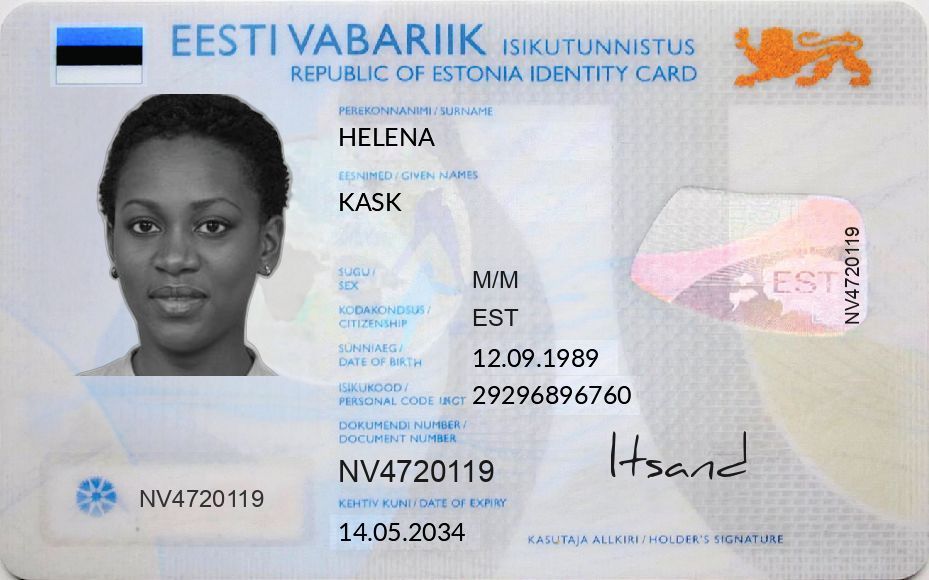 EESTI VABARIIK ISIKUTUNNISTUS
REPUBLIC OF ESTONIA IDENTITY CARD
PEREKONNANIMI / SURNAME
HELENA
EESNIMED / GIVEN NAMES
KASK
SUGU /
SEX
M/M
KODAKONDSUS /
CITIZENSHIP
EST
SÜNNIAEG /
DATE OF BIRTH
12.09.1989
ISIKUKOOD /
PERSONAL CODE
29296896760
DOKUMENDI NUMBER /
DOCUMENT NUMBER
NV4720119
KEHTIV KUNI / DATE OF EXPIRY
14.05.2034
NV4720119
EST
NV4720119
Itsand
KASUTAJA ALLKIRI / HOLDER'S SIGNATURE